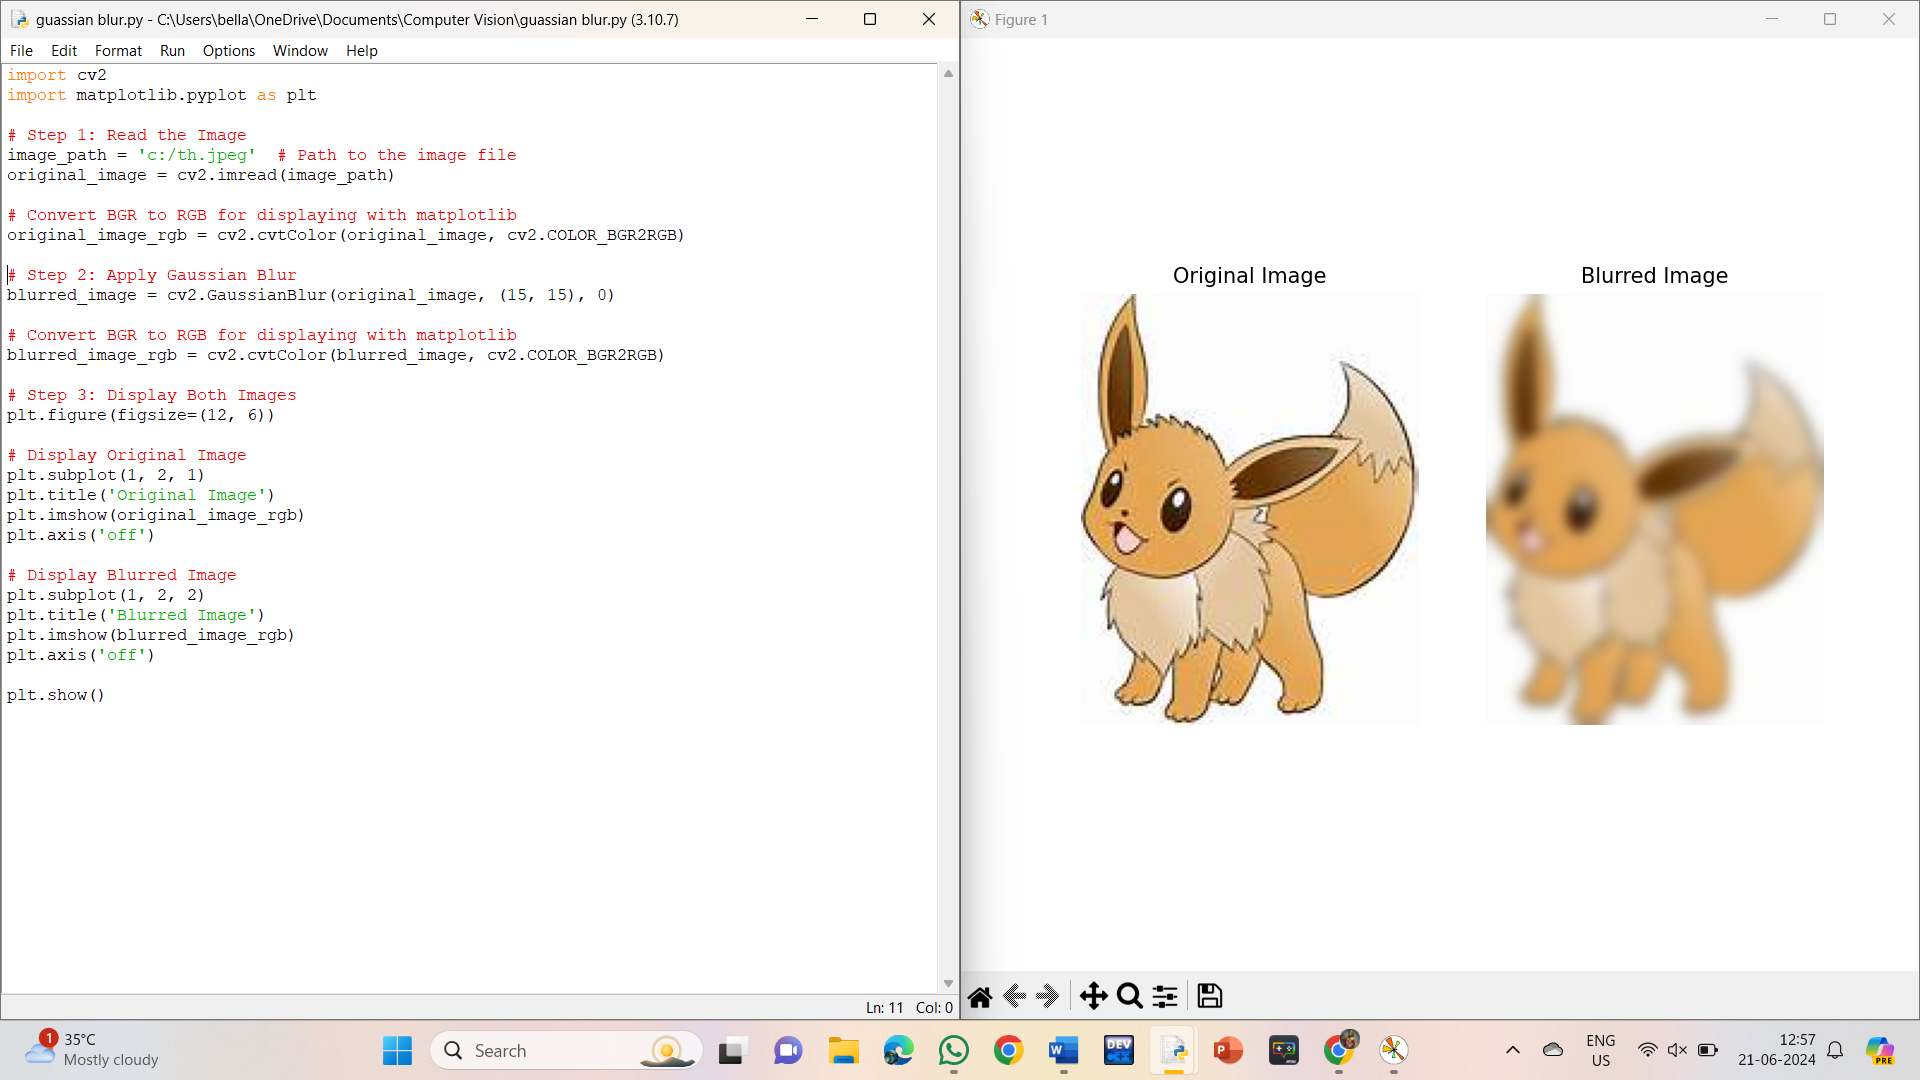 guassian blur.py - C:\Users\bella\OneDrive\Documents\Computer Vision\guassian blur.py (3.10.7)
File Edit Format Run Options Window Help
import cv2
import matplotlib.pyplot as plt
# Step 1: Read the Image
image_path = 'c:/th.jpeg'  # Path to the image file
original_image = cv2.imread(image_path)
# Convert BGR to RGB for displaying with matplotlib
original_image_rgb = cv2.cvtColor(original_image, cv2.COLOR_BGR2RGB)
# Step 2: Apply Gaussian Blur
blurred_image = cv2.GaussianBlur(original_image, (15, 15), 0)
# Convert BGR to RGB for displaying with matplotlib
blurred_image_rgb = cv2.cvtColor(blurred_image, cv2.COLOR_BGR2RGB)
# Step 3: Display Both Images
plt.figure(figsize=(12, 6))
# Display Original Image
plt.subplot(1, 2, 1)
plt.title('Original Image')
plt.imshow(original_image_rgb)
plt.axis('off')
# Display Blurred Image
plt.subplot(1, 2, 2)
plt.title('Blurred Image')
plt.imshow(blurred_image_rgb)
plt.axis('off')
plt.show()
Ln: 11 Col: 0
Figure 1
Original Image
Blurred Image
1
35°C
Mostly cloudy
Search
W
DEV
C++
P
ENG
US
12:57
21-06-2024
PRE